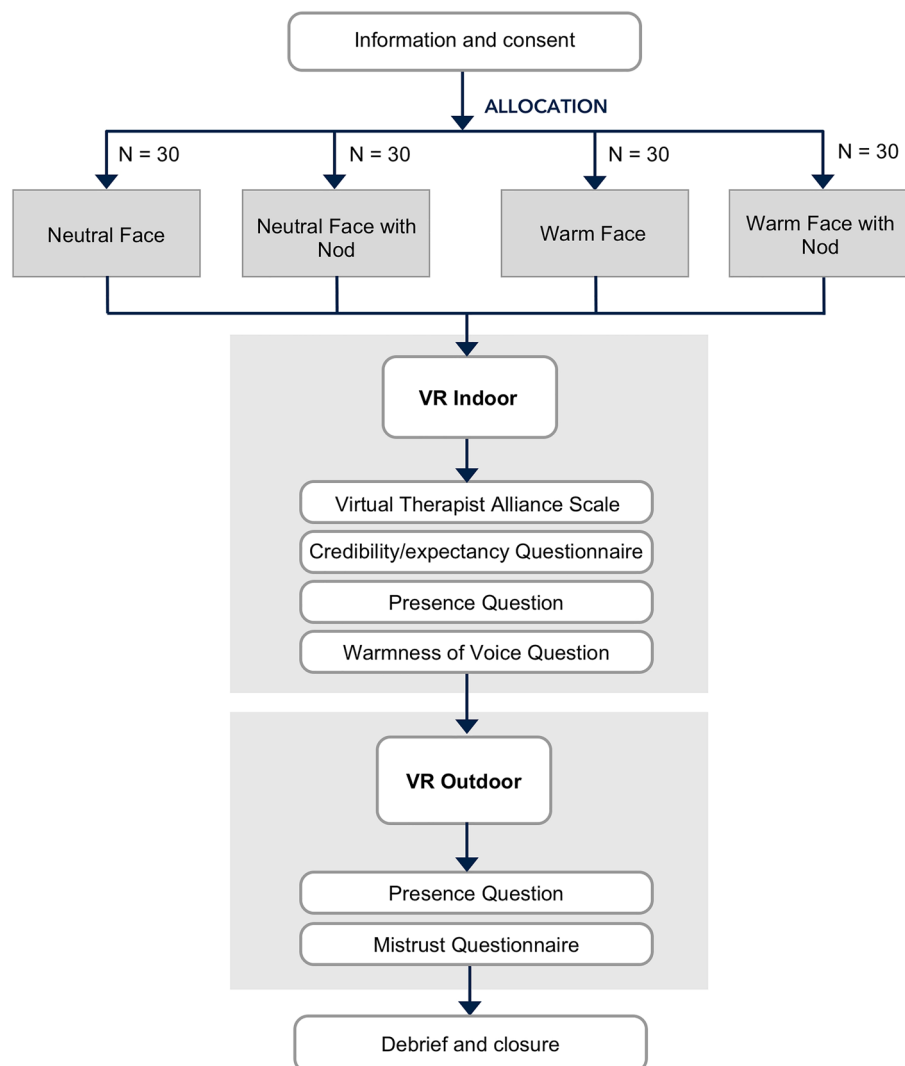 Information and consent
ALLOCATION
N = 30
N = 30
N = 30
N = 30
Neutral Face
Neutral Face with
Nod
Warm Face
Warm Face with
Nod
VR Indoor
Virtual Therapist Alliance Scale
Credibility/expectancy Questionnaire
Presence Question
Warmness of Voice Question
VR Outdoor
Presence Question
Mistrust Questionnaire
Debrief and closure